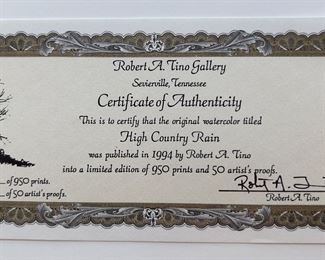 Robert A. Tino Gallery
Sevierville, Tennessee
Certificate of Authenticity
This is to certify that the original watercolor titled
High Country Rain
was published in 1994 by Robert A. Tino
into a limited edition of 950 prints and 50 artist's proofs.
of 950 prints.
of 50 artist's proofs.
Robert A. Tino